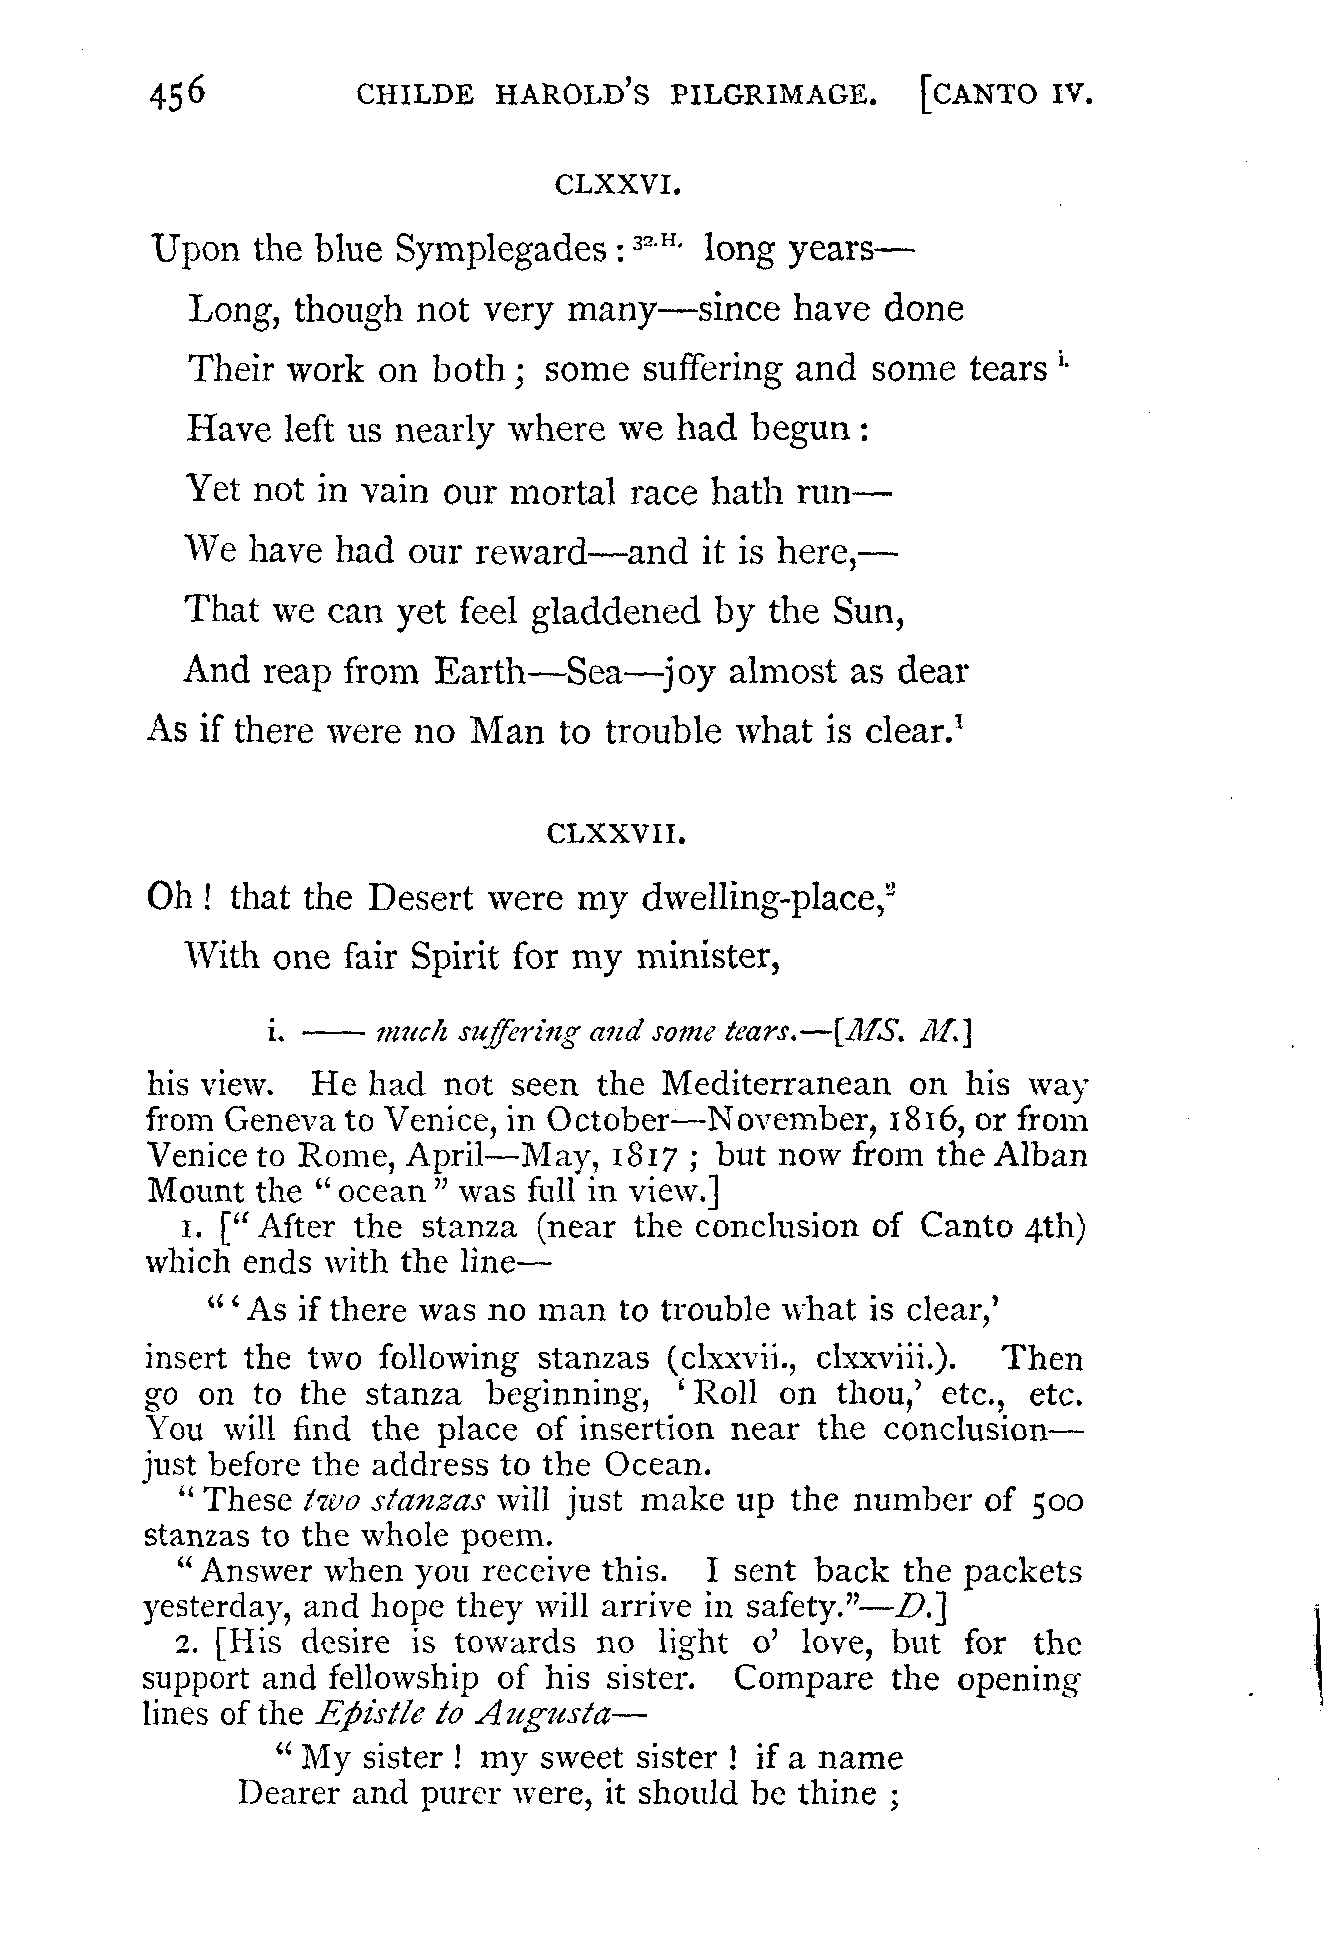 456 CHILDE HAROLD'S PILGRIMAGE. [CANTO IV.
CLXXVI.
Upon the blue Symplegades : 32.H. long years—
Long, though not very many—since have done
Their work on both ; some suffering and some tears i.
Have left us nearly where we had begun :
Yet not in vain our mortal race hath run—
We have had our reward—and it is here,—
That we can yet feel gladdened by the Sun,
And reap from Earth—Sea—joy almost as dear
As if there were no Man to trouble what is clear.1
CLXXVII.
Oh ! that the Desert were my dwelling-place,2
With one fair Spirit for my minister,
i. —— much suffering and some tears.—[MS. M.]
his view. He had not seen the Mediterranean on his way
from Geneva to Venice, in October—November, 1816, or from
Venice to Rome, April—May, 1817 ; but now from the Alban
Mount the " ocean " was full in view.]
1. [" After the stanza (near the conclusion of Canto 4th)
which ends with the line—
" ' As if there was no man to trouble what is clear,'
insert the two following stanzas (clxxvii., clxxviii.). Then
go on to the stanza beginning, ' Roll on thou,' etc., etc.
You will find the place of insertion near the conclusion—
just before the address to the Ocean.
" These two stanzas will just make up the number of 500
stanzas to the whole poem.
" Answer when you receive this. I sent back the packets
yesterday, and hope they will arrive in safety."—D.]
2. [His desire is towards no light o' love, but for the
support and fellowship of his sister. Compare the opening
lines of the Epistle to Augusta—
" My sister ! my sweet sister ! if a name
Dearer and purer were, it should be thine ;